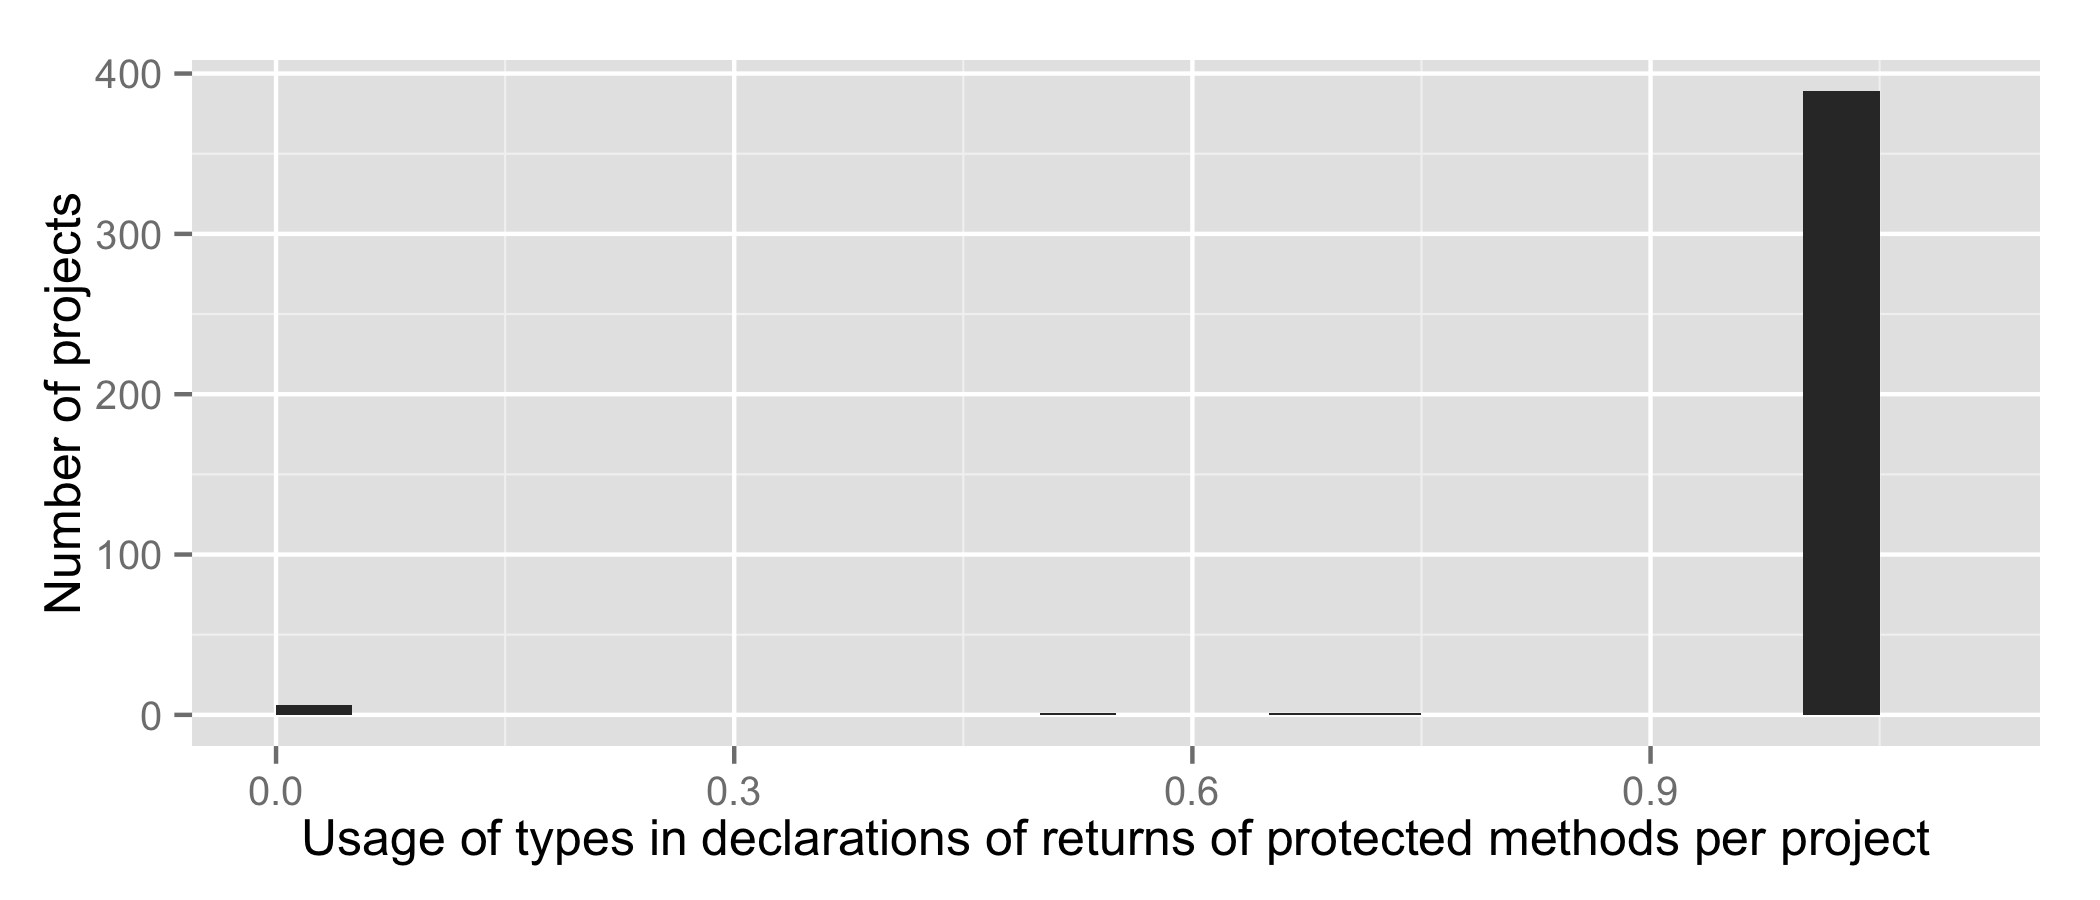 400
300
200
100
0
Number of projects
0.0 0.3 0.6 0.9
Usage of types in declarations of returns of protected methods per project